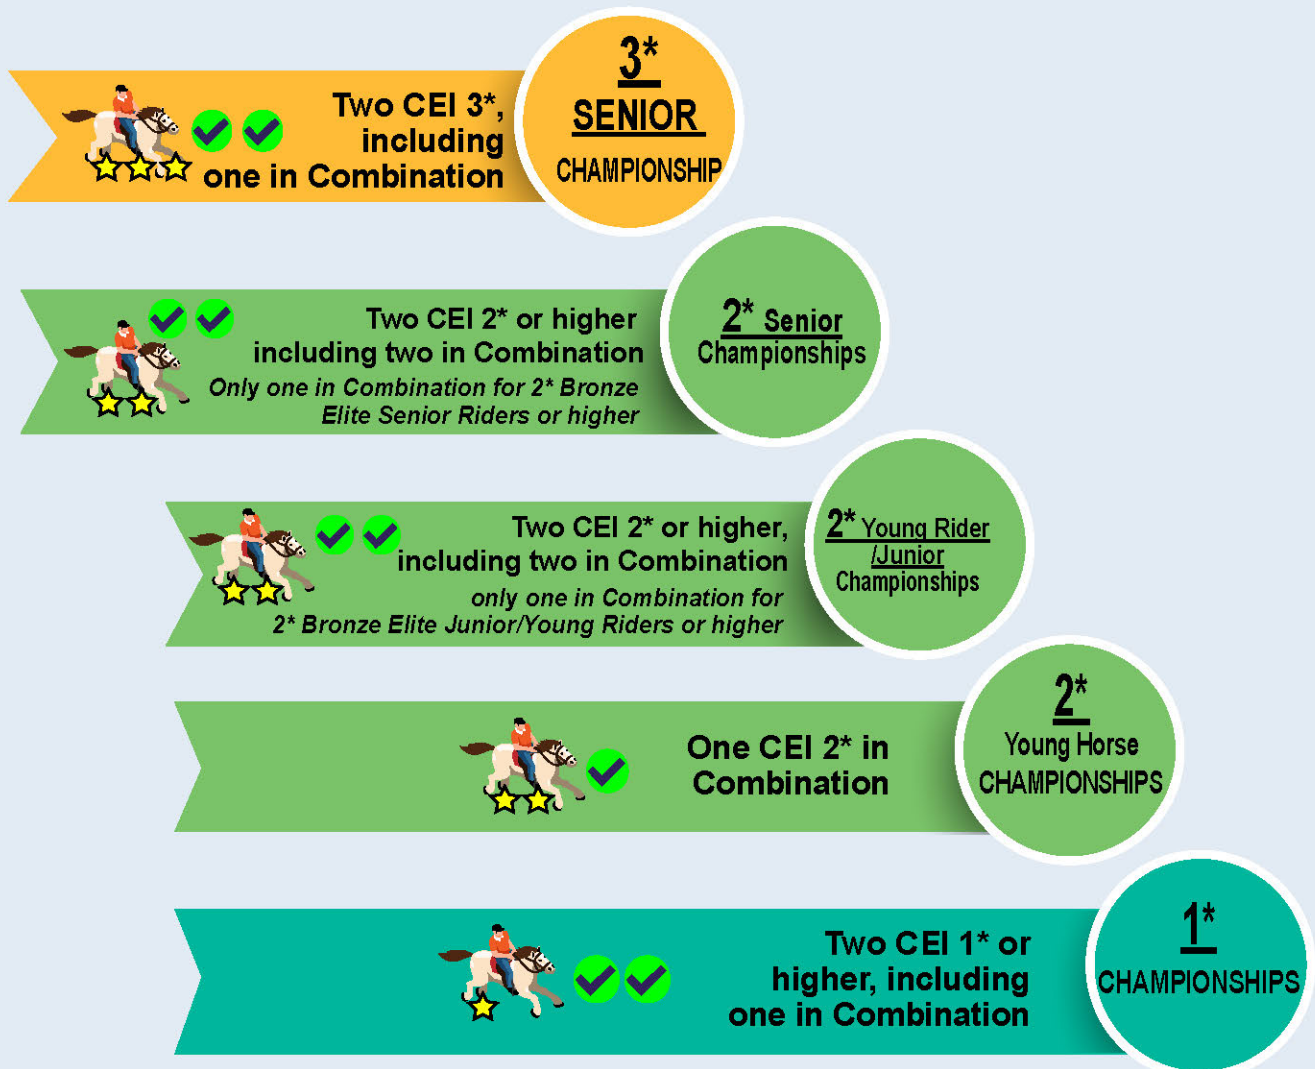 Two CEI 3*,
including
one in Combination
3*
SENIOR
CHAMPIONSHIP
Two CEI 2* or higher
including two in Combination
Only one in Combination for 2* Bronze
Elite Senior Riders or higher
2* Senior
Championships
Two CEI 2* or higher,
including two in Combination
only one in Combination for
2* Bronze Elite Junior/Young Riders or higher
2* Young Rider
/Junior
Championships
One CEI 2* in
Combination
2*
Young Horse
CHAMPIONSHIPS
Two CEI 1* or
higher, including
one in Combination
1*
CHAMPIONSHIPS